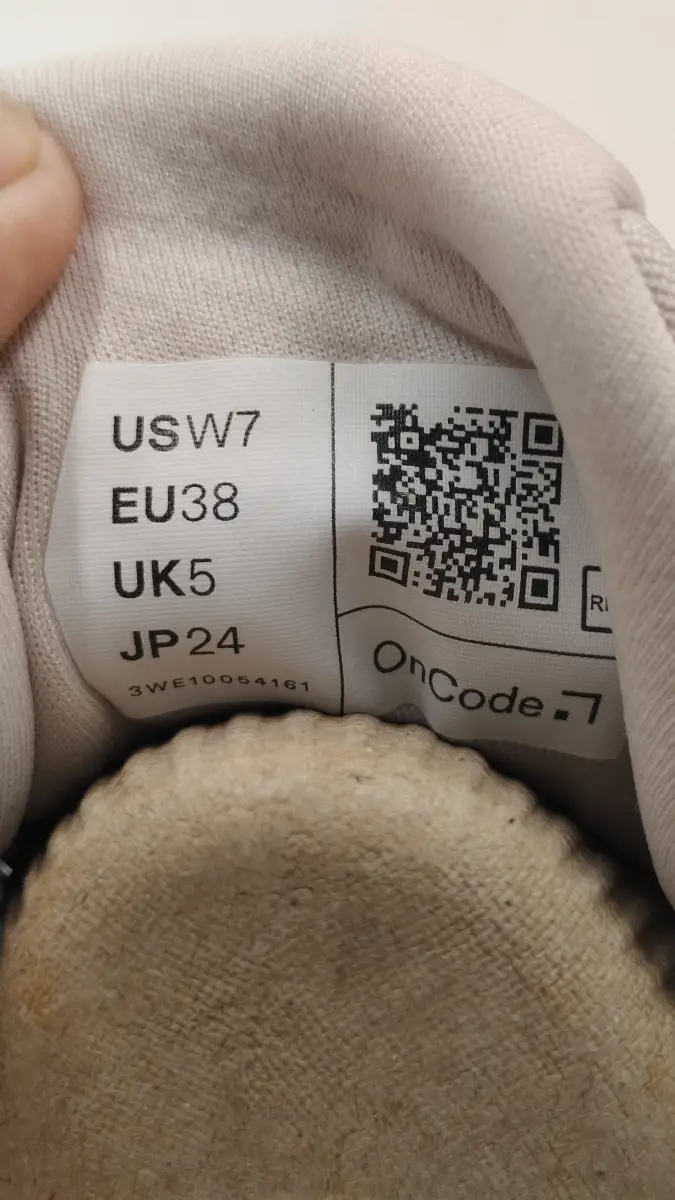 USW7
EU38
UK5
JP24
3WE10054161
OnCode